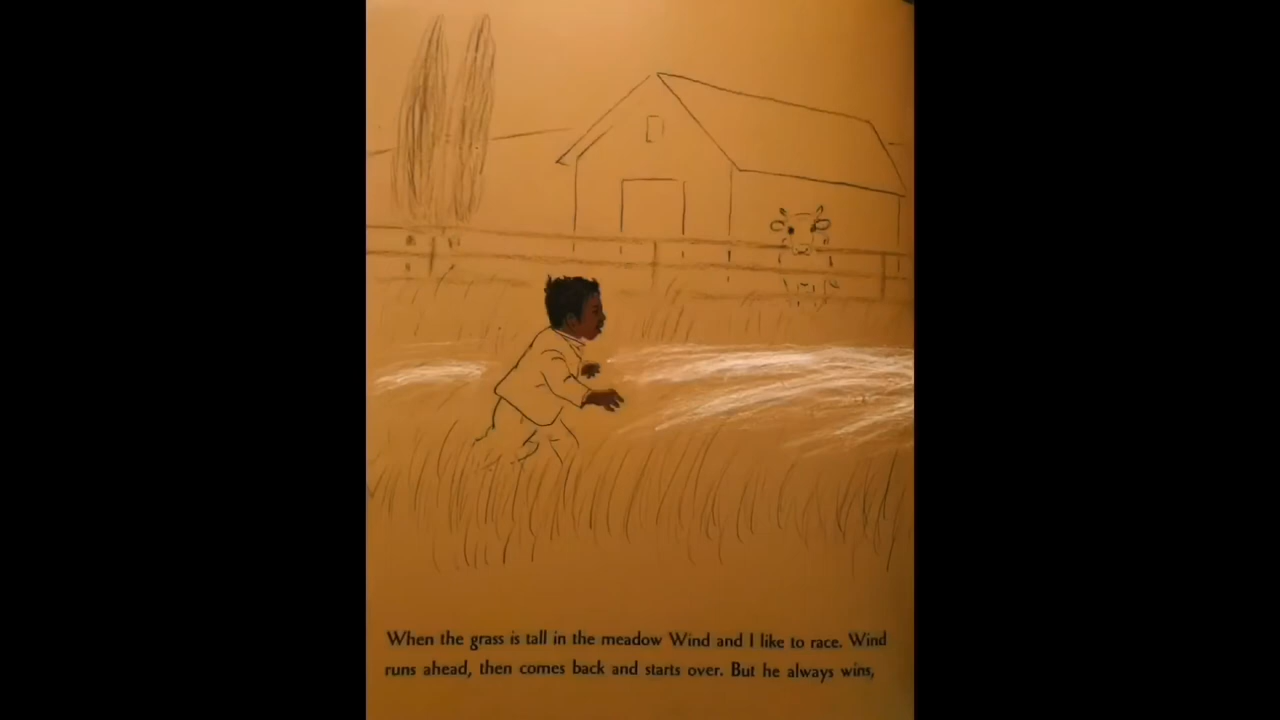 When the grass is tall in the meadow Wind and I like to race. Wind
runs ahead, then comes back and starts over. But he always wins,